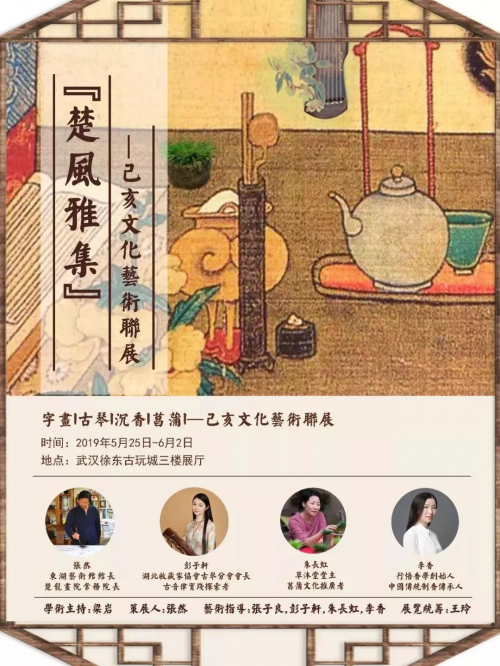 『楚風雅集』
—己亥文化藝術聯展
字畫|古琴|沉香|菖蒲|—己亥文化藝術聯展
时间：2019年5月25日-6月2日
地点：武汉徐东古玩城三楼展厅
張然
東湖藝術館館長
楚龍畫院常務院長
彭子軒
湖北收藏家協會古琴分會會長
古音律實踐探索者
朱長虹
草沐堂堂主
菖蒲文化推廣者
李香
行悟香學創始人
中國傳統制香傳承人
學術主持:梁岩 策展人:張然 藝術指導:張子良,彭子軒,朱長虹,李香 展覽統籌:王玲